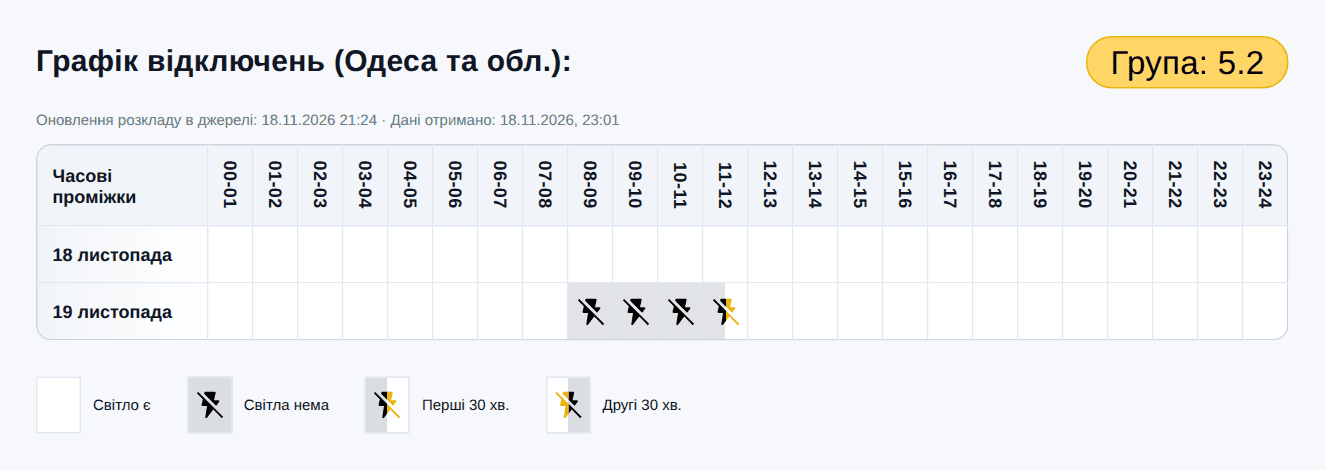 Графік відключень (Одеса та обл.):
Група: 5.2
Оновлення розкладу в джерелі: 18.11.2026 21:24 · Дані отримано: 18.11.2026, 23:01
Часові
проміжки
00-01 01-02 02-03 03-04 04-05 05-06 06-07 07-08 08-09 09-10 10-11 11-12 12-13 13-14 14-15 15-16 16-17 17-18 18-19 19-20 20-21 21-22 22-23 23-24
18 листопада
19 листопада
Світло є Світла нема Перші 30 хв. Другі 30 хв.